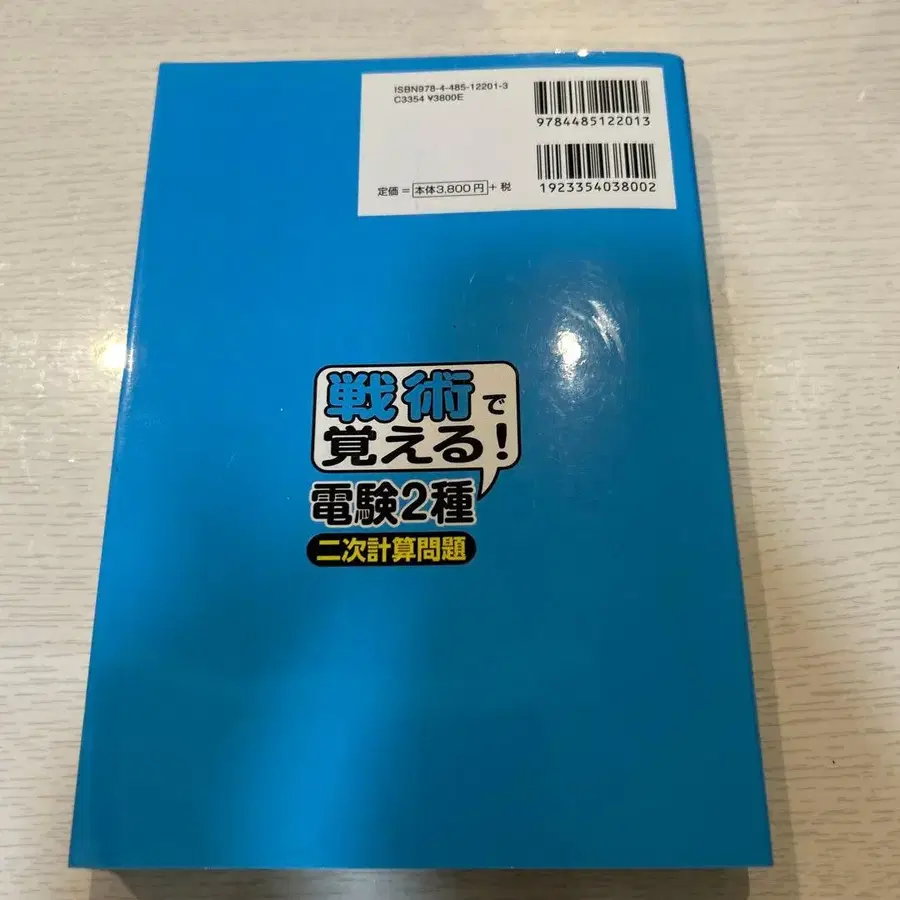 ISBN978-4-485-12201-3
C3354 ¥3800E
9784485122013
定価 = 本体3,800円 + 税
1923354038002
戦術で
覚える!
電験2種
二次計算問題